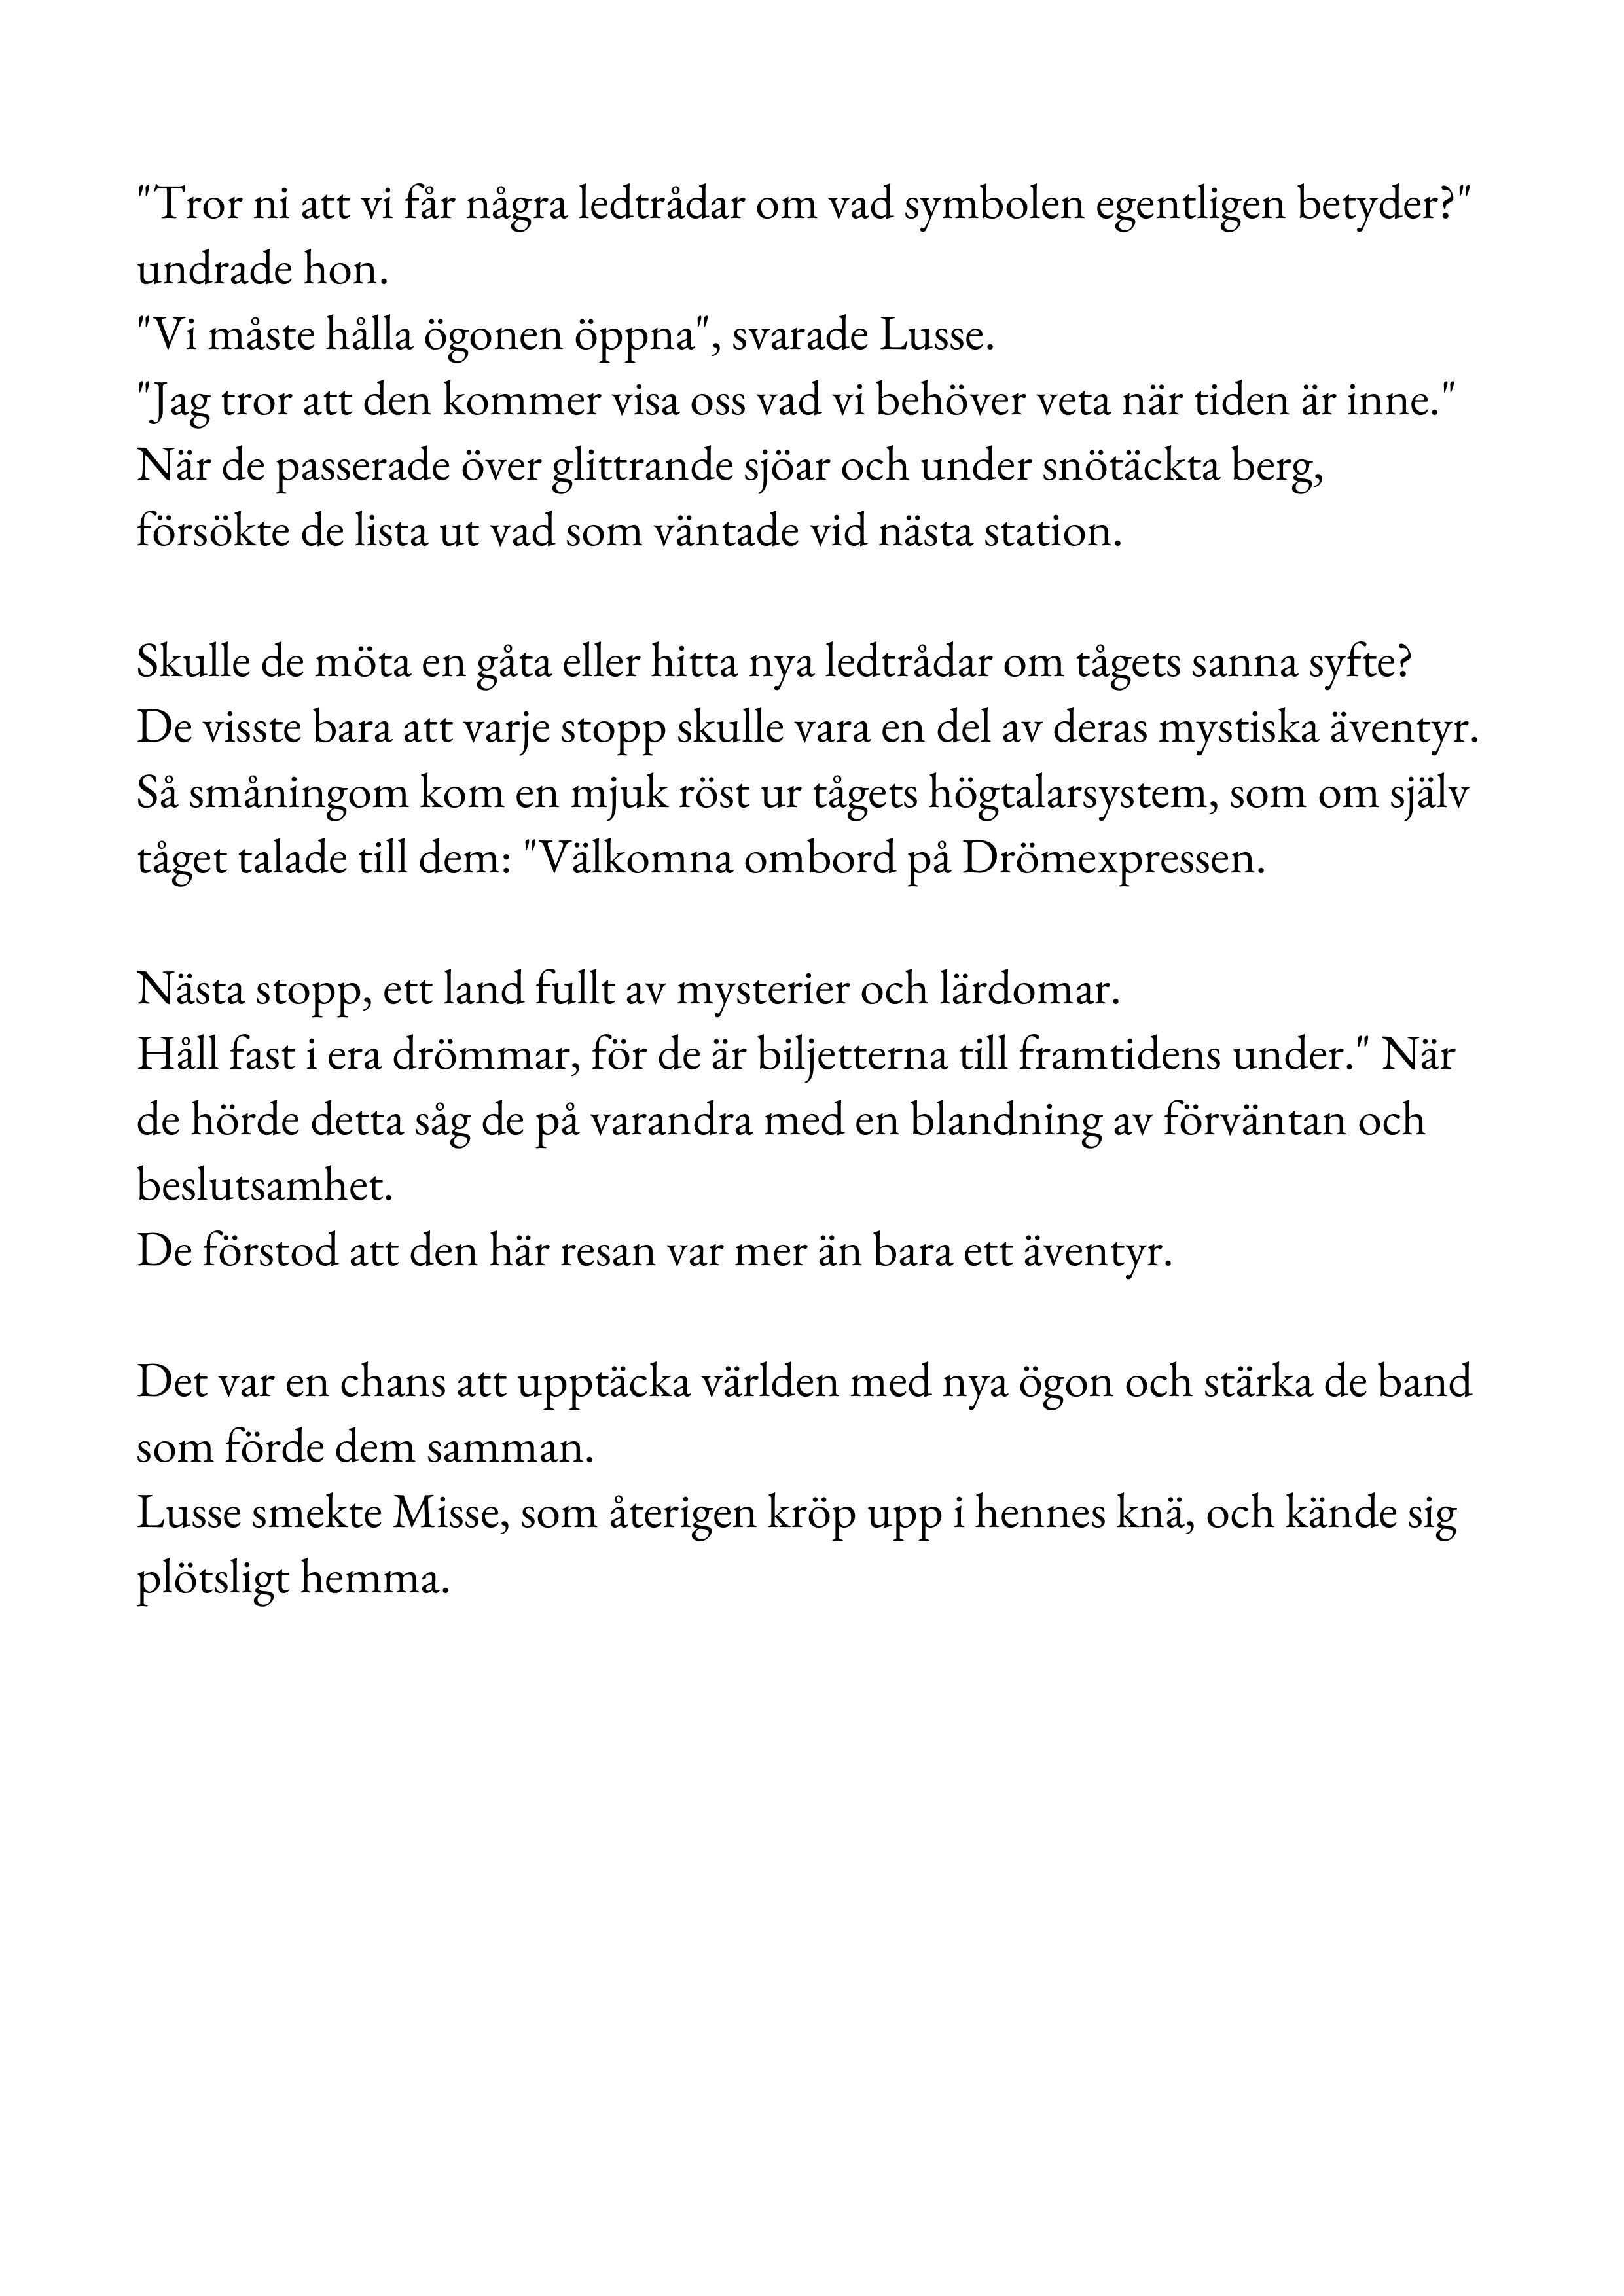 "Tror ni att vi får några ledtrådar om vad symbolen egentligen betyder?"
undrade hon.
"Vi måste hålla ögonen öppna", svarade Lusse.
"Jag tror att den kommer visa oss vad vi behöver veta när tiden är inne."
När de passerade över glittrande sjöar och under snötäckta berg,
försökte de lista ut vad som väntade vid nästa station.
Skulle de möta en gåta eller hitta nya ledtrådar om tågets sanna syfte?
De visste bara att varje stopp skulle vara en del av deras mystiska äventyr.
Så småningom kom en mjuk röst ur tågets högtalarsystem, som om själv
tåget talade till dem: "Välkomna ombord på Drömexpressen.
Nästa stopp, ett land fullt av mysterier och lärdomar.
Håll fast i era drömmar, för de är biljetterna till framtidens under." När
de hörde detta såg de på varandra med en blandning av förväntan och
beslutsamhet.
De förstod att den här resan var mer än bara ett äventyr.
Det var en chans att upptäcka världen med nya ögon och stärka de band
som förde dem samman.
Lusse smekte Misse, som återigen kröp upp i hennes knä, och kände sig
plötsligt hemma.